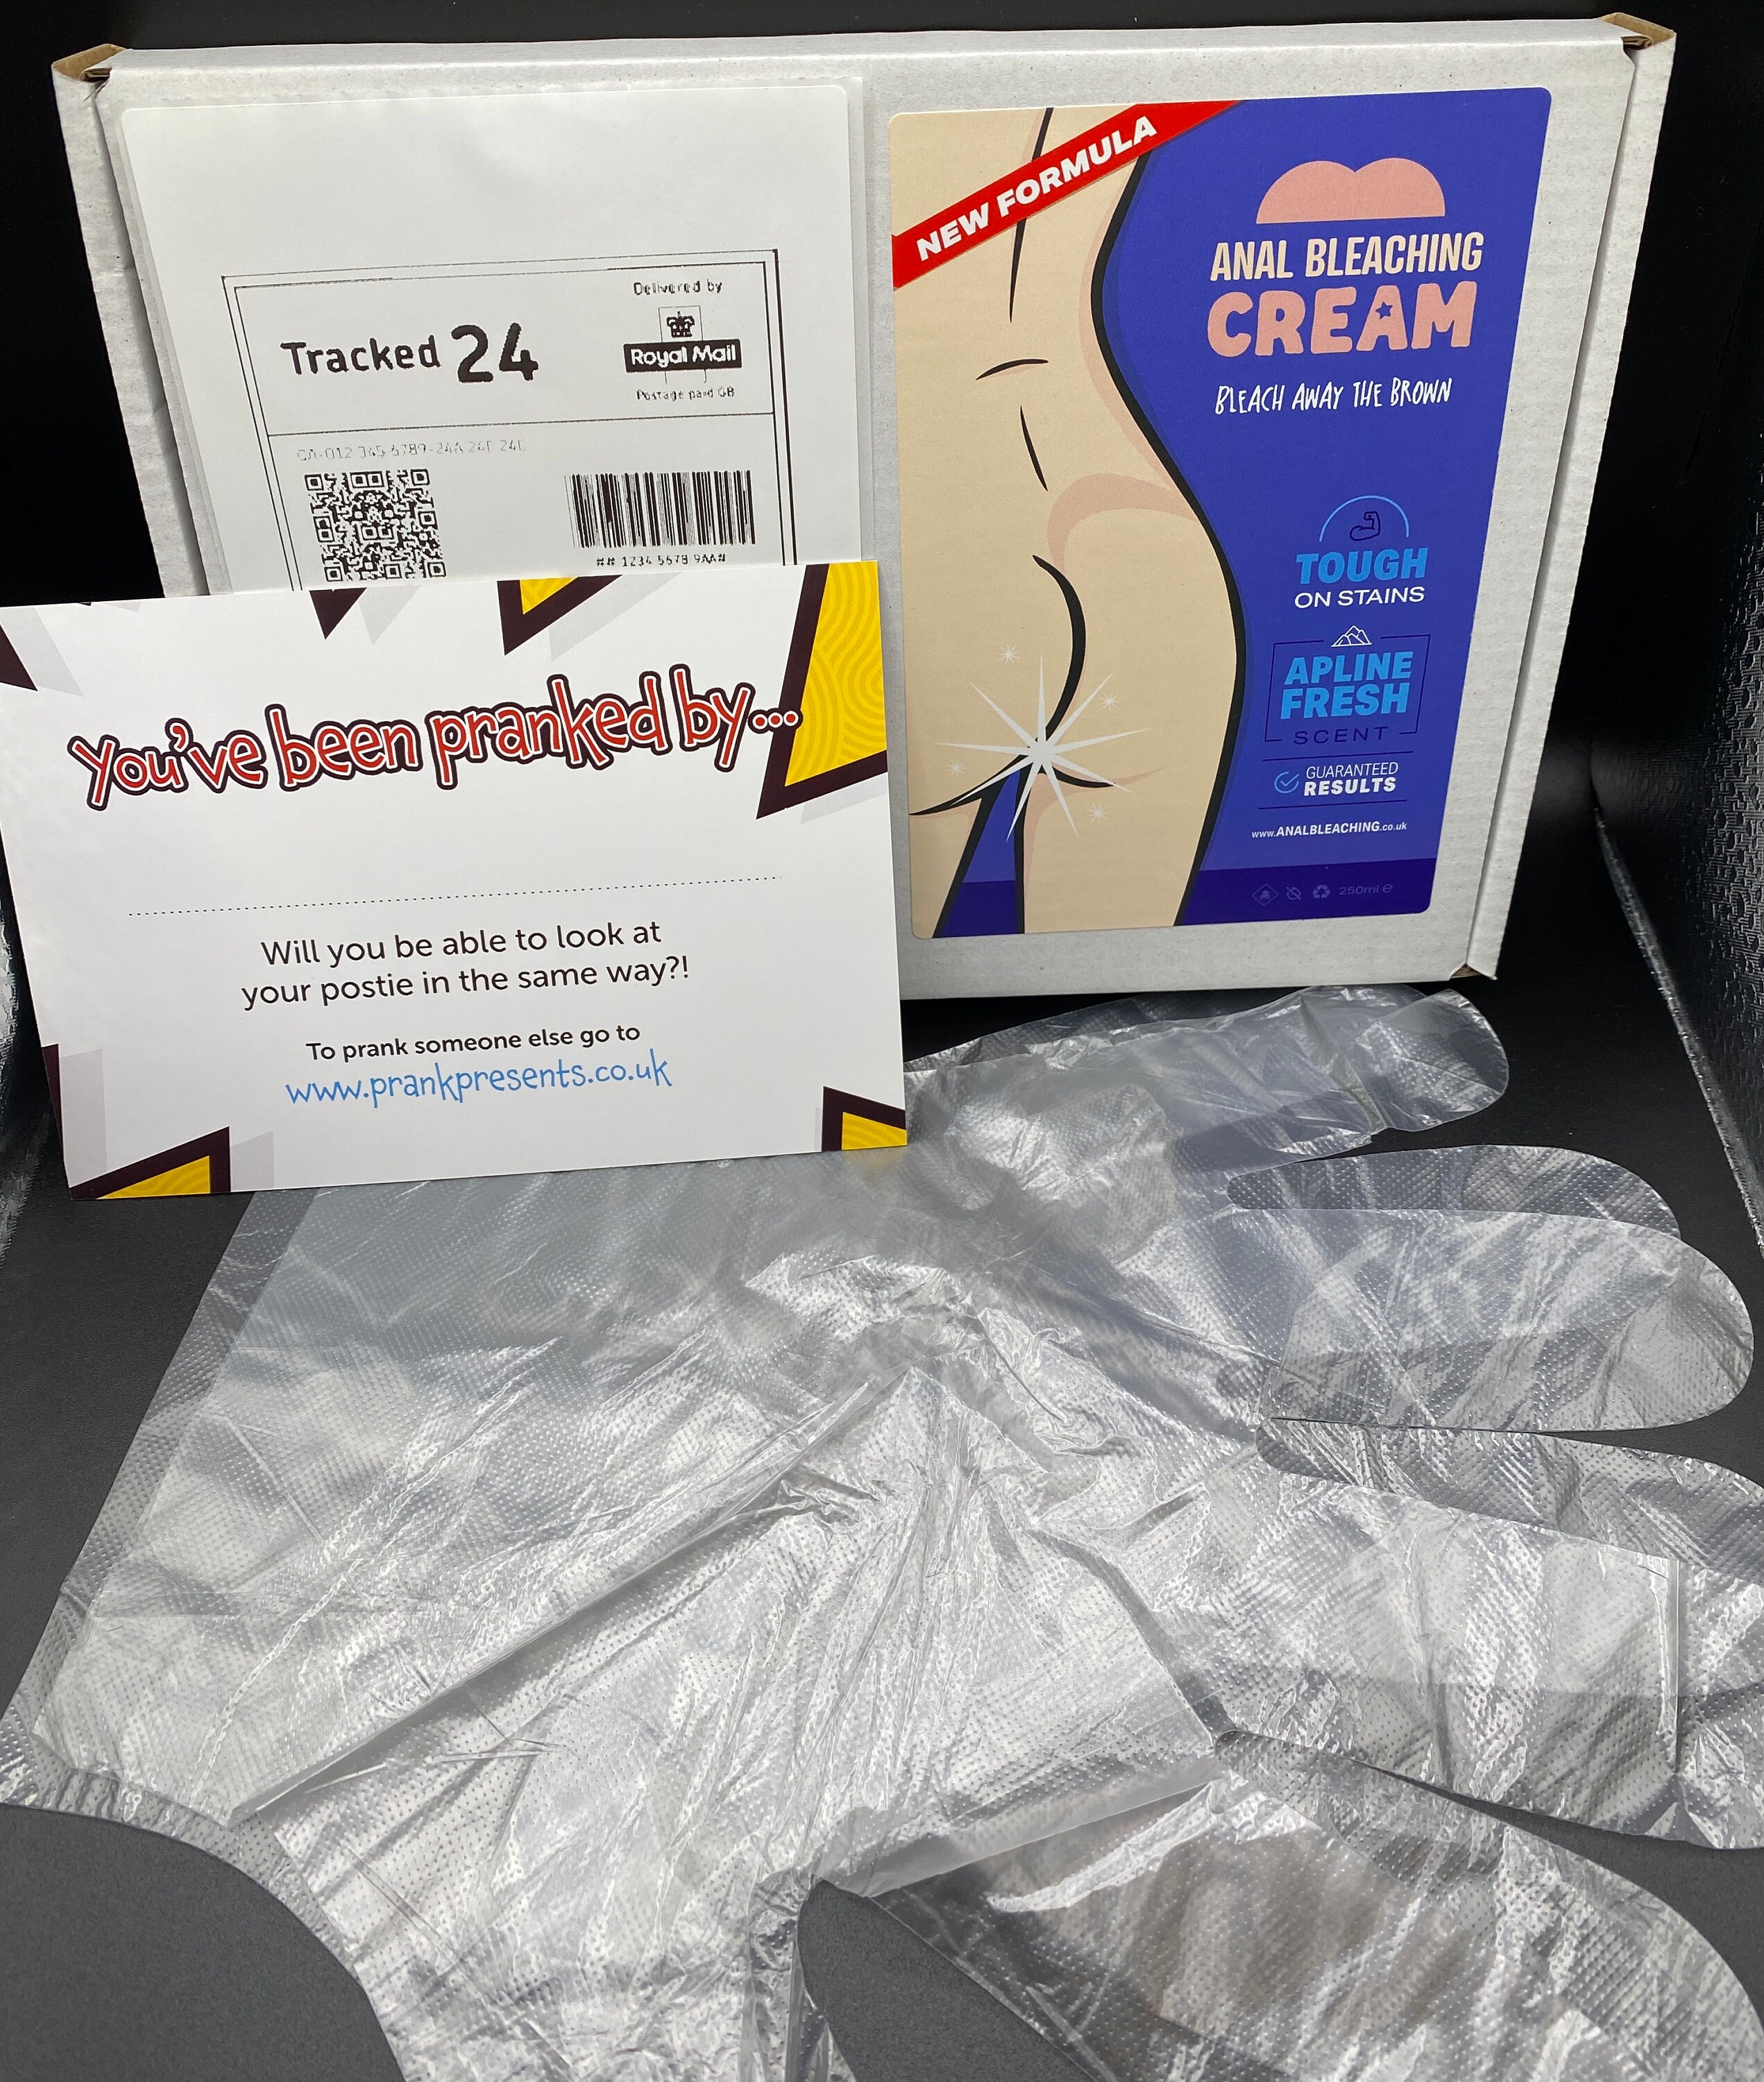 Delivered by
Tracked 24
Royal Mail
Postage paid GB
## 1234 5678 9AA#
NEW FORMULA
ANAL BLEACHING
CREAM
BLEACH AWAY THE BROWN
TOUGH
ON STAINS
APLINE
FRESH
SCENT
GUARANTEED
RESULTS
www.ANALBLEACHING.co.uk
250ml e
You've been pranked by...
Will you be able to look at
your postie in the same way?!
To prank someone else go to
www.prankpresents.co.uk